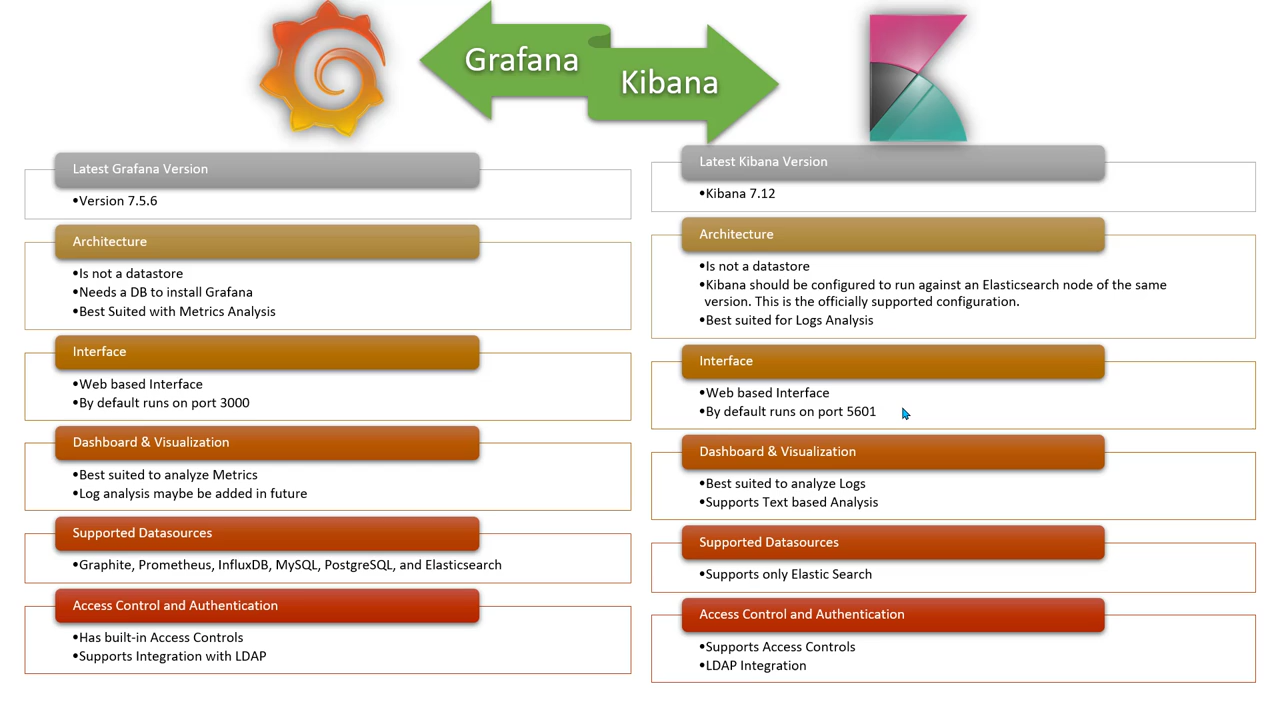 Grafana
Kibana
Latest Grafana Version
•Version 7.5.6
Architecture
•Is not a datastore
•Needs a DB to install Grafana
•Best Suited with Metrics Analysis
Interface
•Web based Interface
•By default runs on port 3000
Dashboard & Visualization
•Best suited to analyze Metrics
•Log analysis maybe be added in future
Supported Datasources
•Graphite, Prometheus, InfluxDB, MySQL, PostgreSQL, and Elasticsearch
Access Control and Authentication
•Has built-in Access Controls
•Supports Integration with LDAP
Latest Kibana Version
•Kibana 7.12
Architecture
•Is not a datastore
•Kibana should be configured to run against an Elasticsearch node of the same
version. This is the officially supported configuration.
•Best suited for Logs Analysis
Interface
•Web based Interface
•By default runs on port 5601
Dashboard & Visualization
•Best suited to analyze Logs
•Supports Text based Analysis
Supported Datasources
•Supports only Elastic Search
Access Control and Authentication
•Supports Access Controls
•LDAP Integration